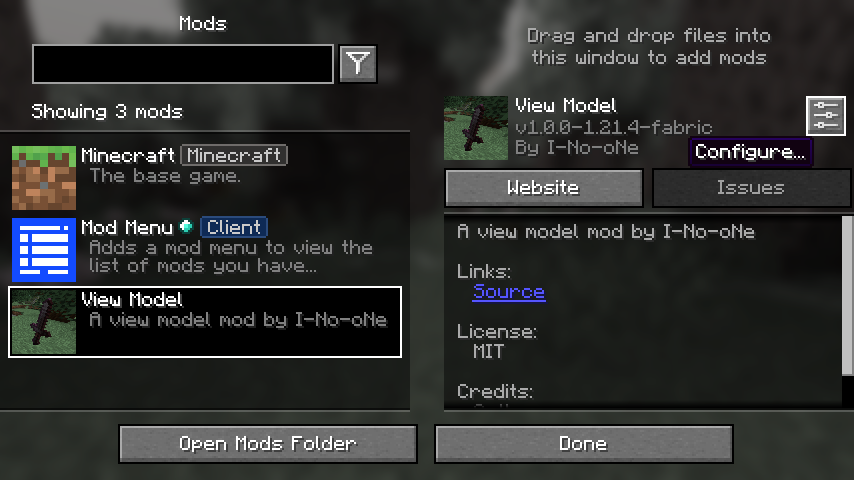 Mods
Drag and drop files into
this window to add mods
Showing 3 mods
Minecraft Minecraft
The base game.
Mod Menu Client
Adds a mod menu to view the
list of mods you have...
View Model
A view model mod by I-No-oNe
View Model
v1.0.0-1.21.4-fabric
By I-No-oNe
Configure...
Website
Issues
A view model mod by I-No-oNe
Links:
Source
License:
MIT
Credits:
Open Mods Folder
Done